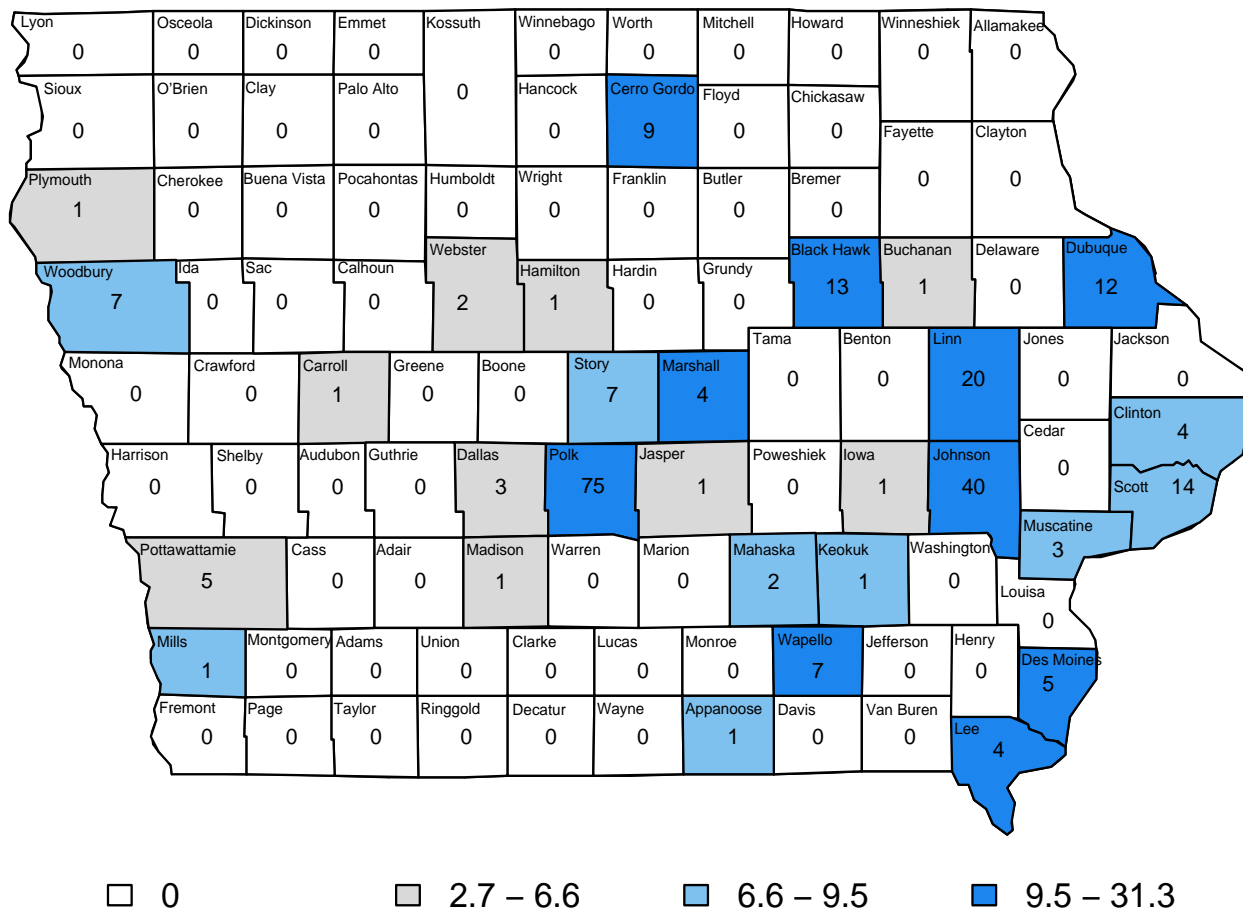 Lyon Osceola Dickinson Emmet Kossuth Winnebago Worth Mitchell Howard Winneshiek Allamakee
0 0 0 0 0 0 0 0 0 0
Sioux O'Brien Clay Palo Alto Hancock Cerro Gordo Floyd Chickasaw
0 0 0 0 0 0 9 0 0
Fayette Clayton
0 0
Plymouth Cherokee Buena Vista Pocahontas Humboldt Wright Franklin Butler Bremer
1 0 0 0 0 0 0 0 0
Webster Black Hawk Buchanan Delaware Dubuque
2 13 1 0 12
Woodbury Ida Sac Calhoun Hamilton Hardin Grundy
7 0 0 0 1 0 0
Tama Benton Linn Jones Jackson
0 0 20 0 0
Monona Crawford Carroll Greene Boone Story Marshall
0 0 1 0 0 7 4
Clinton
4
Cedar
0
Harrison Shelby Audubon Guthrie Dallas Polk Jasper Poweshiek Iowa Johnson
0 0 0 0 3 75 1 0 1 40
Scott 14
Muscatine
3
Pottawattamie Cass Adair Madison Warren Marion Mahaska Keokuk Washington
5 0 0 1 0 0 2 1 0
Louisa
0
Mills Montgomery Adams Union Clarke Lucas Monroe Wapello Jefferson Henry Des Moines
1 0 0 0 0 0 0 7 0 0 5
Fremont Page Taylor Ringgold Decatur Wayne Appanoose Davis Van Buren Lee
0 0 0 0 0 0 1 0 0 4
0 2.7 – 6.6 6.6 – 9.5 9.5 – 31.3